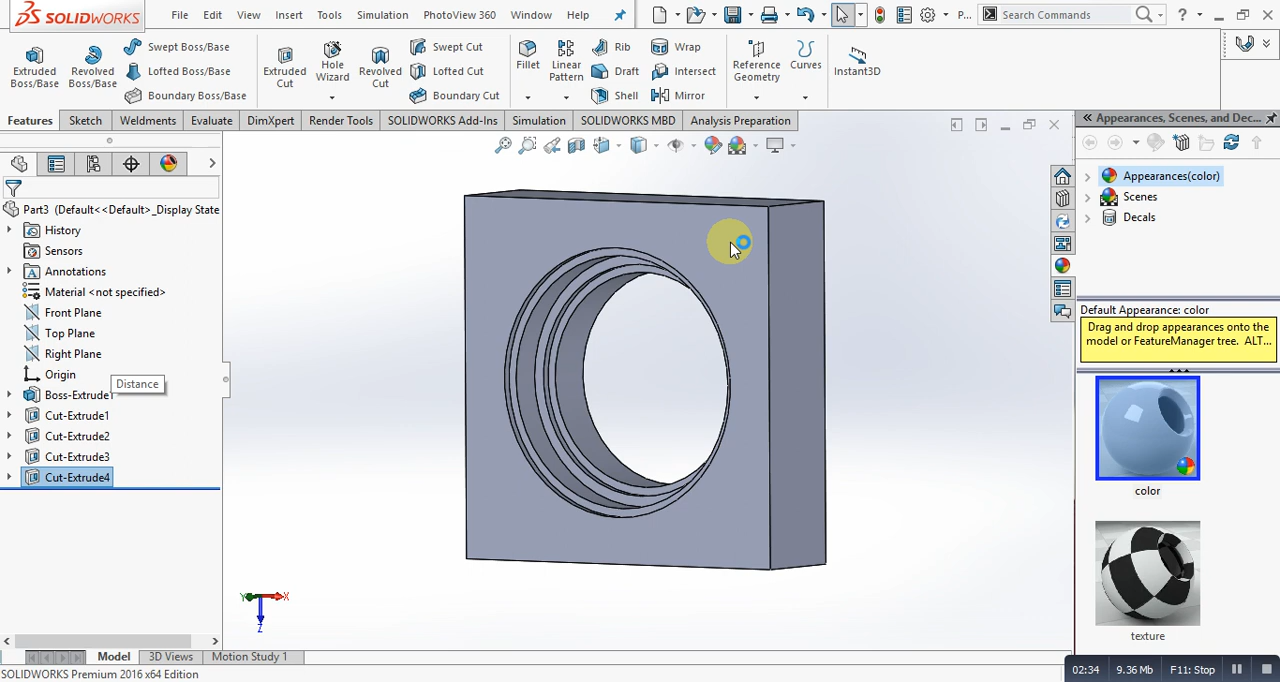 SOLIDWORKS
File Edit View Insert Tools Simulation PhotoView 360 Window Help P... Search Commands ?
Extruded Boss/Base
Revolved Boss/Base
Swept Boss/Base
Lofted Boss/Base
Boundary Boss/Base
Extruded Cut
Hole Wizard
Revolved Cut
Swept Cut
Lofted Cut
Boundary Cut
Fillet
Linear Pattern
Rib
Draft
Shell
Wrap
Intersect
Mirror
Reference Geometry
Curves
Instant3D
Features Sketch Weldments Evaluate DimXpert Render Tools SOLIDWORKS Add-Ins Simulation SOLIDWORKS MBD Analysis Preparation
Part3 (Default<<Default>_Display State
History
Sensors
Annotations
Material <not specified>
Front Plane
Top Plane
Right Plane
Origin
Distance
Boss-Extrude1
Cut-Extrude1
Cut-Extrude2
Cut-Extrude3
Cut-Extrude4
Y X
Z
Appearances, Scenes, and Dec...
Appearances(color)
Scenes
Decals
Default Appearance: color
Drag and drop appearances onto the
model or FeatureManager tree. ALT...
color
texture
Model 3D Views Motion Study 1
SOLIDWORKS Premium 2016 x64 Edition
02:34 9.36 Mb F11: Stop